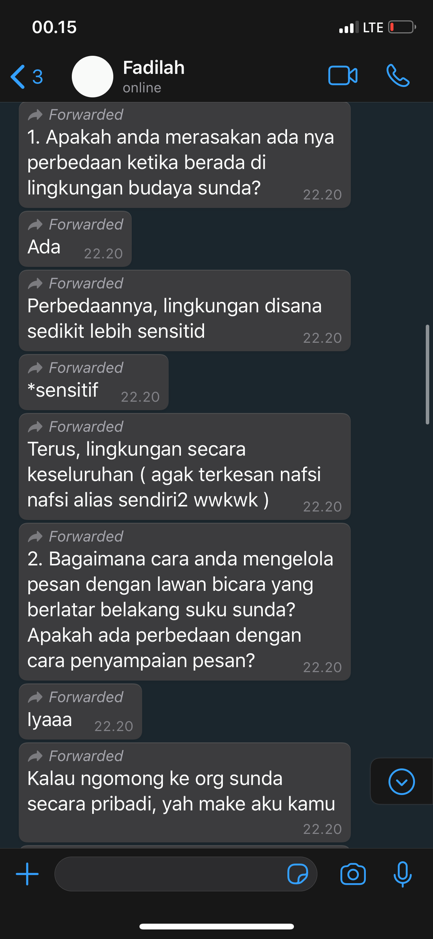 00.15
LTE
3
Fadilah
online
Forwarded
1. Apakah anda merasakan ada nya
perbedaan ketika berada di
lingkungan budaya sunda?
22.20
Forwarded
Ada
22.20
Forwarded
Perbedaannya, lingkungan disana
sedikit lebih sensitid
22.20
Forwarded
*sensitif
22.20
Forwarded
Terus, lingkungan secara
keseluruhan ( agak terkesan nafsi
nafsi alias sendiri2 wwkwk )
22.20
Forwarded
2. Bagaimana cara anda mengelola
pesan dengan lawan bicara yang
berlatar belakang suku sunda?
Apakah ada perbedaan dengan
cara penyampaian pesan?
22.20
Forwarded
Iyaaa
22.20
Forwarded
Kalau ngomong ke org sunda
secara pribadi, yah make aku kamu
22.20